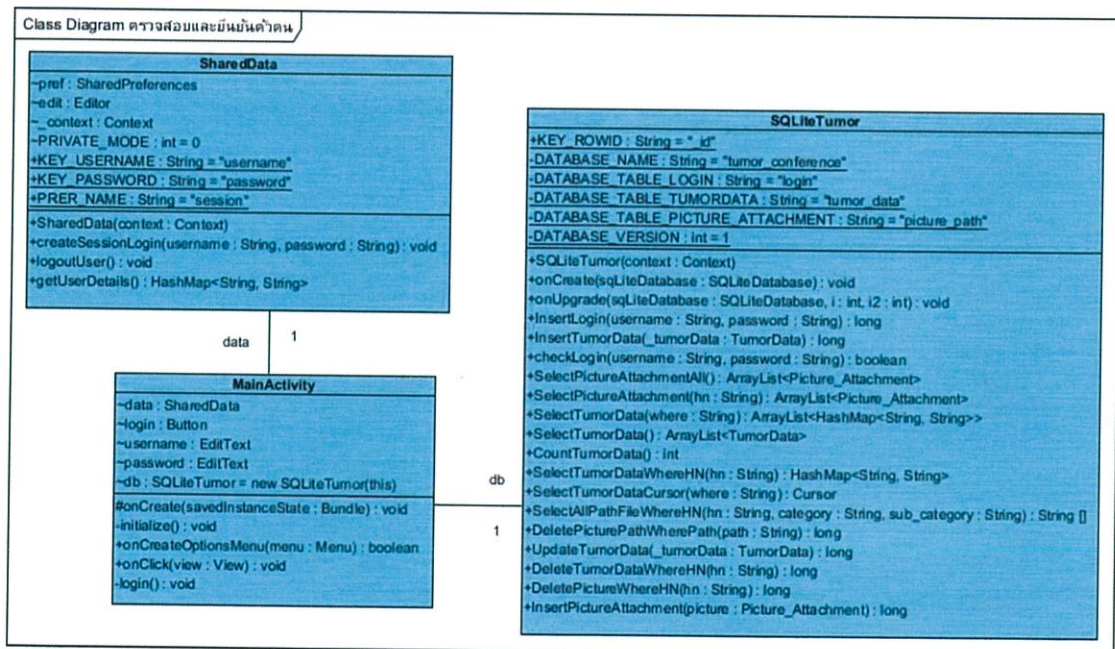 Class Diagram ตรวจสอบและยืนยันตัวตน
SharedData
~pref : SharedPreferences
~edit : Editor
~_context : Context
~PRIVATE_MODE : int = 0
+KEY_USERNAME : String = "username"
+KEY_PASSWORD : String = "password"
+PRER_NAME : String = "session"
+SharedData(context : Context)
+createSessionLogin(username : String, password : String) : void
+logoutUser() : void
+getUserDetails() : HashMap<String, String>
data
1
MainActivity
~data : SharedData
~login : Button
~username : EditText
~password : EditText
~db : SQLiteTumor = new SQLiteTumor(this)
#onCreate(savedInstanceState : Bundle) : void
-initialize() : void
+onCreateOptionsMenu(menu : Menu) : boolean
+onClick(view : View) : void
-login() : void
db
1
SQLiteTumor
+KEY_ROWID : String = "_id"
-DATABASE_NAME : String = "tumor_conference"
-DATABASE_TABLE_LOGIN : String = "login"
-DATABASE_TABLE_TUMORDATA : String = "tumor_data"
-DATABASE_TABLE_PICTURE_ATTACHMENT : String = "picture_path"
-DATABASE_VERSION : int = 1
+SQLiteTumor(context : Context)
+onCreate(sqLiteDatabase : SQLiteDatabase) : void
+onUpgrade(sqLiteDatabase : SQLiteDatabase, i : int, i2 : int) : void
+InsertLogin(username : String, password : String) : long
+InsertTumorData(_tumorData : TumorData) : long
+checkLogin(username : String, password : String) : boolean
+SelectPictureAttachmentAll() : ArrayList<Picture_Attachment>
+SelectPictureAttachment(hn : String) : ArrayList<Picture_Attachment>
+SelectTumorData(where : String) : ArrayList<HashMap<String, String>>
+SelectTumorData() : ArrayList<TumorData>
+CountTumorData() : int
+SelectTumorDataWhereHN(hn : String) : HashMap<String, String>
+SelectTumorDataCursor(where : String) : Cursor
+SelectAllPathFileWhereHN(hn : String, category : String, sub_category : String) : String []
+DeletePicturePathWherePath(path : String) : long
+UpdateTumorData(_tumorData : TumorData) : long
+DeleteTumorDataWhereHN(hn : String) : long
+DeletePictureWhereHN(hn : String) : long
+InsertPictureAttachment(picture : Picture_Attachment) : long